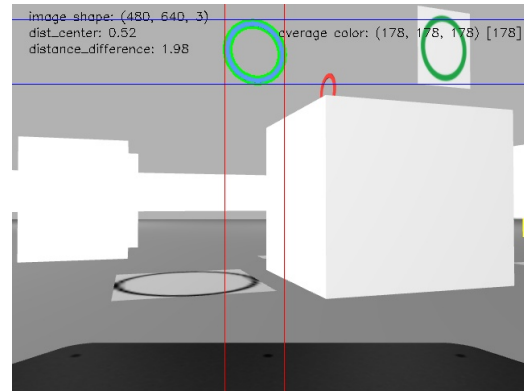 image shape: (480, 640, 3)
dist_center: 0.52
distance_difference: 1.98
average color: (178, 178, 178) [178]